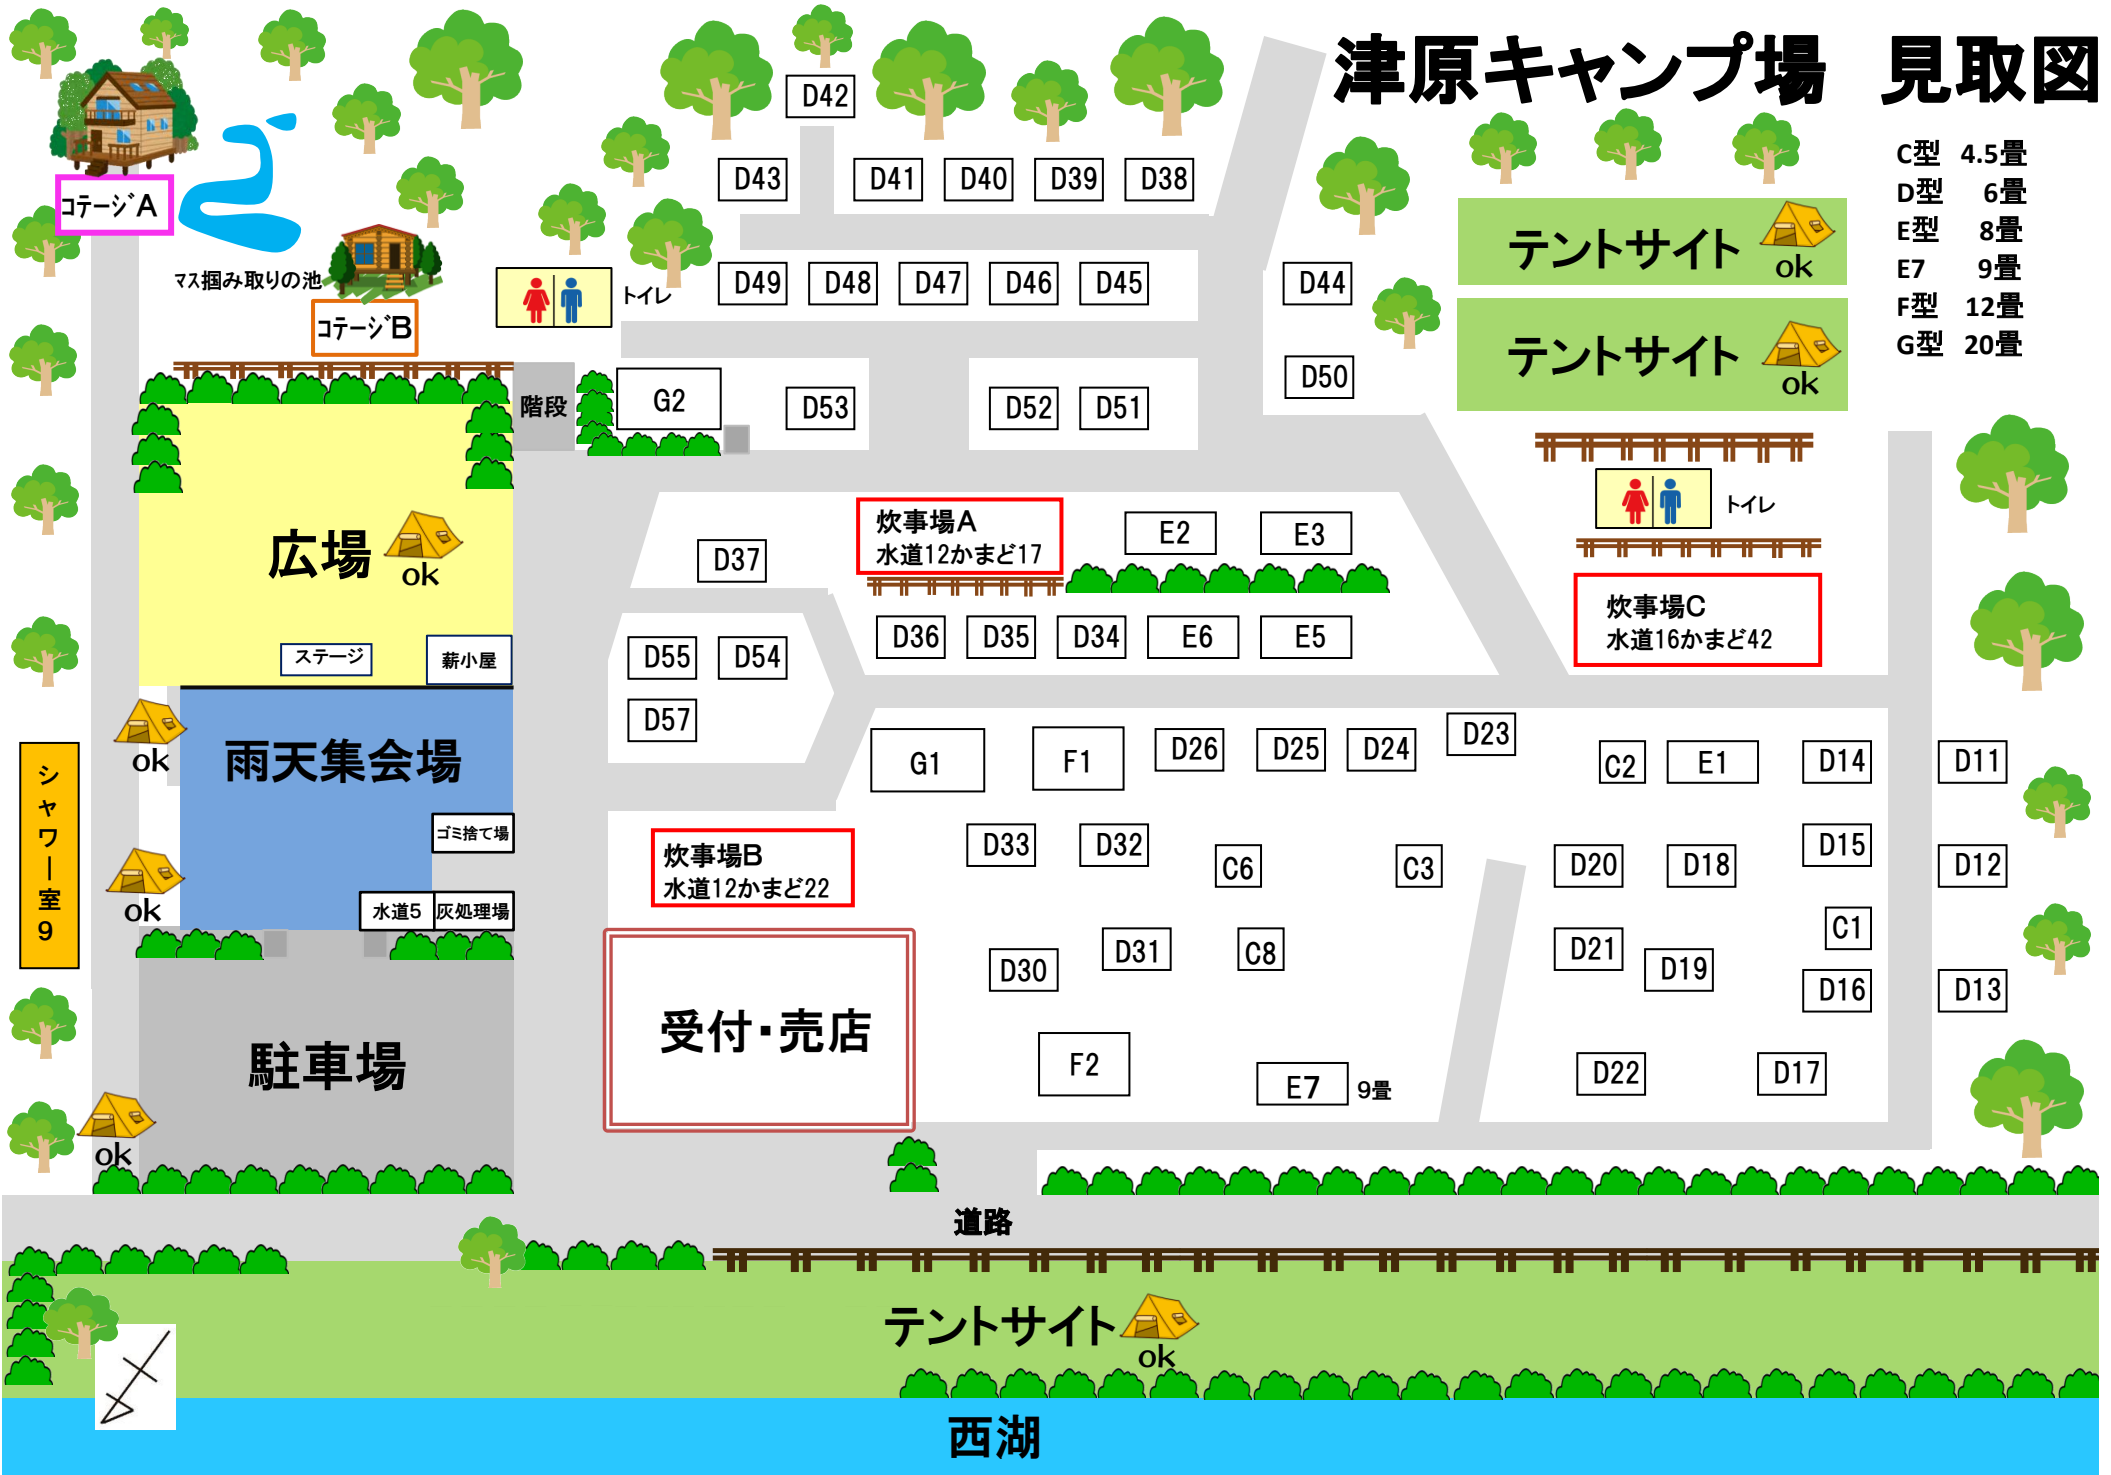 津原キャンプ場　見取図
C型 4.5畳
D型 6畳
E型 8畳
E7 9畳
F型 12畳
G型 20畳
コテージA
マス掴み取りの池
コテージB
トイレ
D42
D43
D41
D40
D39
D38
D49
D48
D47
D46
D45
D44
テントサイト
ok
テントサイト
ok
階段
G2
D53
D52
D51
D50
トイレ
広場
ok
ステージ
薪小屋
D37
炊事場A
水道12かまど17
E2
E3
D36
D35
D34
E6
E5
炊事場C
水道16かまど42
D55
D54
D57
シャワー室9
ok
ok
雨天集会場
ゴミ捨て場
水道5
灰処理場
炊事場B
水道12かまど22
G1
F1
D26
D25
D24
D23
C2
E1
D14
D11
D33
D32
C6
C3
D20
D18
D15
D12
D30
D31
C8
D21
D19
C1
D16
D13
F2
E7
9畳
D22
D17
駐車場
ok
受付・売店
道路
テントサイト
ok
西湖